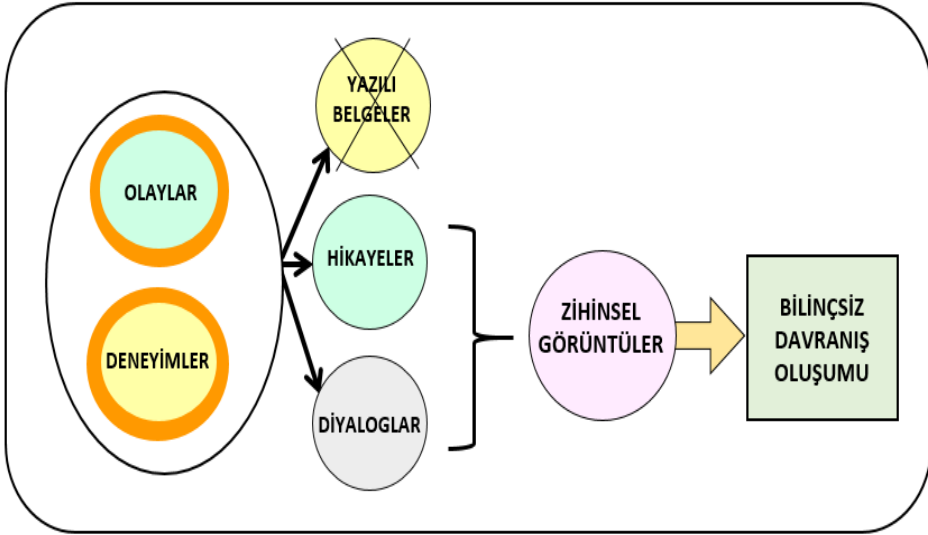 OLAYLAR
DENEYİMLER
YAZILI
BELGELER
HİKAYELER
DİYALOGLAR
ZİHİNSEL
GÖRÜNTÜLER
BİLİNÇSİZ
DAVRANIŞ
OLUŞUMU